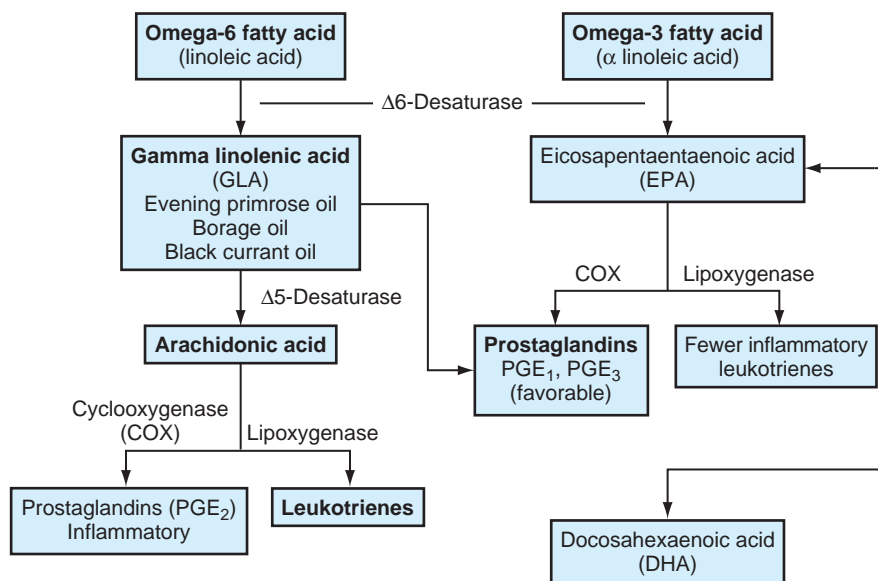 Omega-6 fatty acid
(linoleic acid)
Omega-3 fatty acid
(α linoleic acid)
Δ6-Desaturase
Gamma linolenic acid
(GLA)
Evening primrose oil
Borage oil
Black currant oil
Eicosapentaentaenoic acid
(EPA)
Δ5-Desaturase
COX
Lipoxygenase
Arachidonic acid
Prostaglandins
PGE₁, PGE₃
(favorable)
Fewer inflammatory
leukotrienes
Cyclooxygenase
(COX)
Lipoxygenase
Prostaglandins (PGE₂)
Inflammatory
Leukotrienes
Docosahexaenoic acid
(DHA)